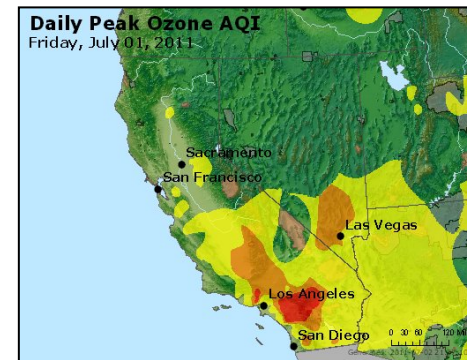 Daily Peak Ozone AQI
Friday, July 01, 2011
Sacramento
San Francisco
Las Vegas
Los Angeles
0 30 60 120
San Diego